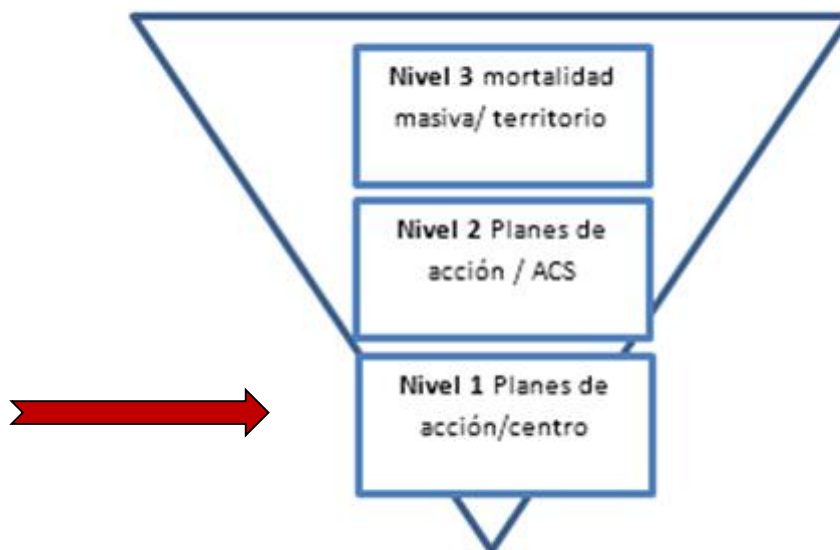 Nivel 3 mortalidad
masiva/ territorio
Nivel 2 Planes de
acción / ACS
Nivel 1 Planes de
acción/centro